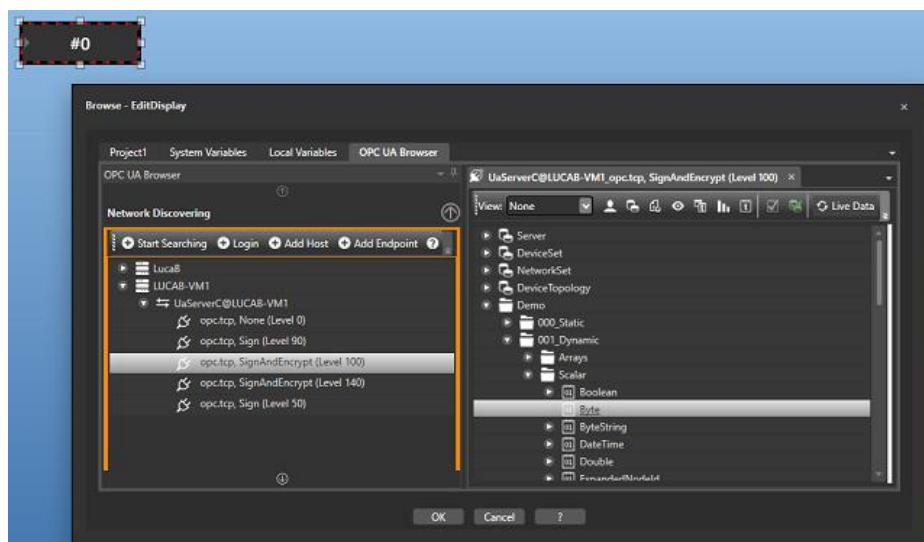 #0
Browse - EditDisplay
Project1 System Variables Local Variables OPC UA Browser
OPC UA Browser
Network Discovering
Start Searching Login Add Host Add Endpoint ?
LucaB
LUCAB-VM1
UaServerC@LUCAB-VM1
opc.tcp, None (Level 0)
opc.tcp, Sign (Level 90)
opc.tcp, SignAndEncrypt (Level 100)
opc.tcp, SignAndEncrypt (Level 140)
opc.tcp, Sign (Level 50)
UaServerC@LUCAB-VM1_opc.tcp, SignAndEncrypt (Level 100)
View: None Live Data
Server
DeviceSet
NetworkSet
DeviceTopology
Demo
000_Static
001_Dynamic
Arrays
Scalar
Boolean
Byte
ByteString
DateTime
Double
ExpandedNodeId
OK Cancel ?